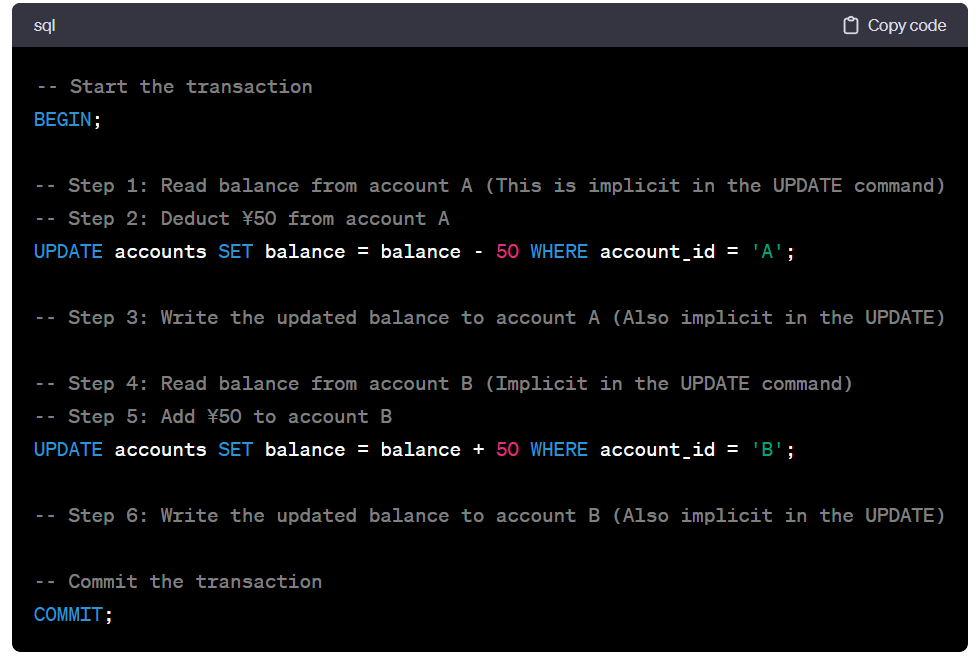 sql
Copy code
-- Start the transaction
BEGIN;
-- Step 1: Read balance from account A (This is implicit in the UPDATE command)
-- Step 2: Deduct ¥50 from account A
UPDATE accounts SET balance = balance - 50 WHERE account_id = 'A';
-- Step 3: Write the updated balance to account A (Also implicit in the UPDATE)
-- Step 4: Read balance from account B (Implicit in the UPDATE command)
-- Step 5: Add ¥50 to account B
UPDATE accounts SET balance = balance + 50 WHERE account_id = 'B';
-- Step 6: Write the updated balance to account B (Also implicit in the UPDATE)
-- Commit the transaction
COMMIT;